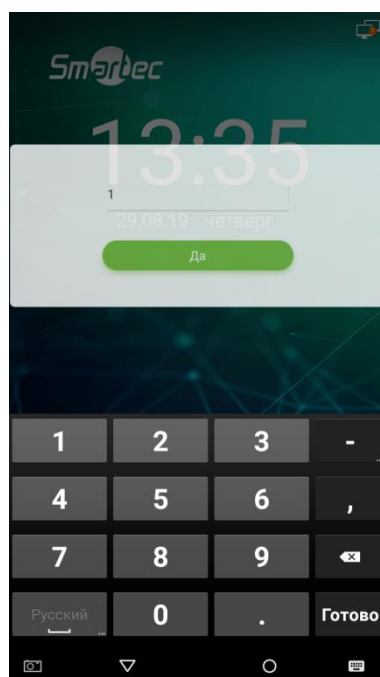 Smartec
13:35
1
29.08.19 четверг
Да
1 2 3 -
4 5 6 ,
7 8 9
Русский 0 . Готово